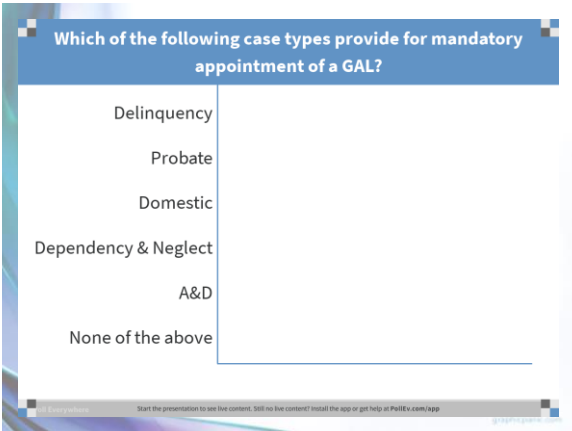 Which of the following case types provide for mandatory
appointment of a GAL?
Delinquency
Probate
Domestic
Dependency & Neglect
A&D
None of the above
Poll Everywhere
Start the presentation to see live content. Still no live content? Install the app or get help at PollEv.com/app